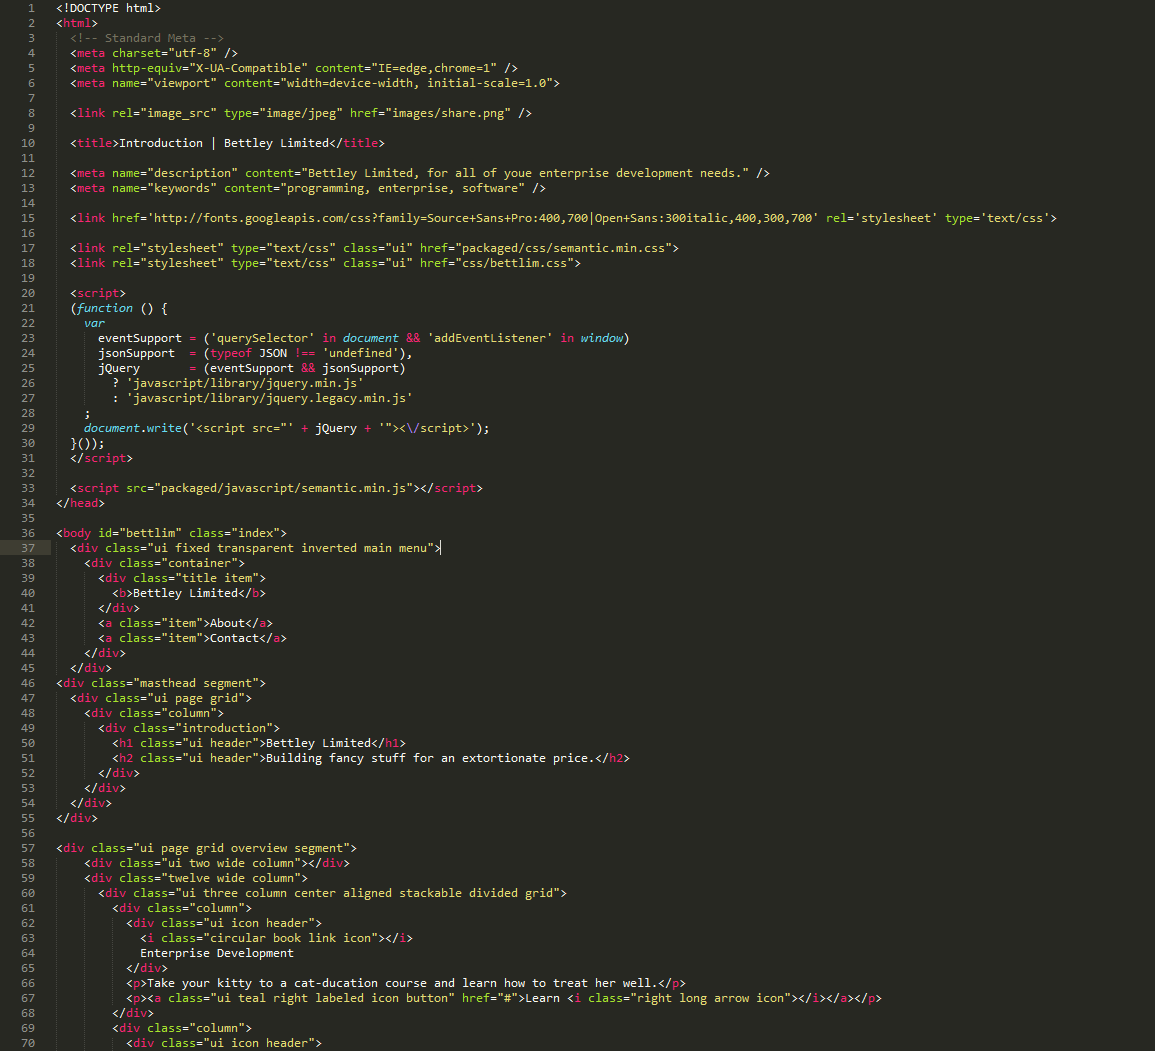 1 <!DOCTYPE html>
2 <html>
3   <!-- Standard Meta -->
4   <meta charset="utf-8" />
5   <meta http-equiv="X-UA-Compatible" content="IE=edge,chrome=1" />
6   <meta name="viewport" content="width=device-width, initial-scale=1.0">
7
8   <link rel="image_src" type="image/jpeg" href="images/share.png" />
9
10   <title>Introduction | Bettley Limited</title>
11
12   <meta name="description" content="Bettley Limited, for all of youe enterprise development needs." />
13   <meta name="keywords" content="programming, enterprise, software" />
14
15   <link href='http://fonts.googleapis.com/css?family=Source+Sans+Pro:400,700|Open+Sans:300italic,400,300,700' rel='stylesheet' type='text/css'>
16
17   <link rel="stylesheet" type="text/css" class="ui" href="packaged/css/semantic.min.css">
18   <link rel="stylesheet" type="text/css" class="ui" href="css/bettlim.css">
19
20   <script>
21   (function () {
22     var
23       eventSupport = ('querySelector' in document && 'addEventListener' in window)
24       jsonSupport  = (typeof JSON !== 'undefined'),
25       jQuery       = (eventSupport && jsonSupport)
26         ? 'javascript/library/jquery.min.js'
27         : 'javascript/library/jquery.legacy.min.js'
28     ;
29     document.write('<script src="' + jQuery + '"><\/script>');
30   }());
31   </script>
32
33   <script src="packaged/javascript/semantic.min.js"></script>
34 </head>
35
36 <body id="bettlim" class="index">
37   <div class="ui fixed transparent inverted main menu">
38     <div class="container">
39       <div class="title item">
40         <b>Bettley Limited</b>
41       </div>
42       <a class="item">About</a>
43       <a class="item">Contact</a>
44     </div>
45   </div>
46 <div class="masthead segment">
47   <div class="ui page grid">
48     <div class="column">
49       <div class="introduction">
50         <h1 class="ui header">Bettley Limited</h1>
51         <h2 class="ui header">Building fancy stuff for an extortionate price.</h2>
52       </div>
53     </div>
54   </div>
55 </div>
56
57 <div class="ui page grid overview segment">
58     <div class="ui two wide column"></div>
59     <div class="twelve wide column">
60       <div class="ui three column center aligned stackable divided grid">
61         <div class="column">
62           <div class="ui icon header">
63             <i class="circular book link icon"></i>
64             Enterprise Development
65           </div>
66           <p>Take your kitty to a cat-ducation course and learn how to treat her well.</p>
67           <p><a class="ui teal right labeled icon button" href="#">Learn <i class="right long arrow icon"></i></a></p>
68         </div>
69         <div class="column">
70           <div class="ui icon header">